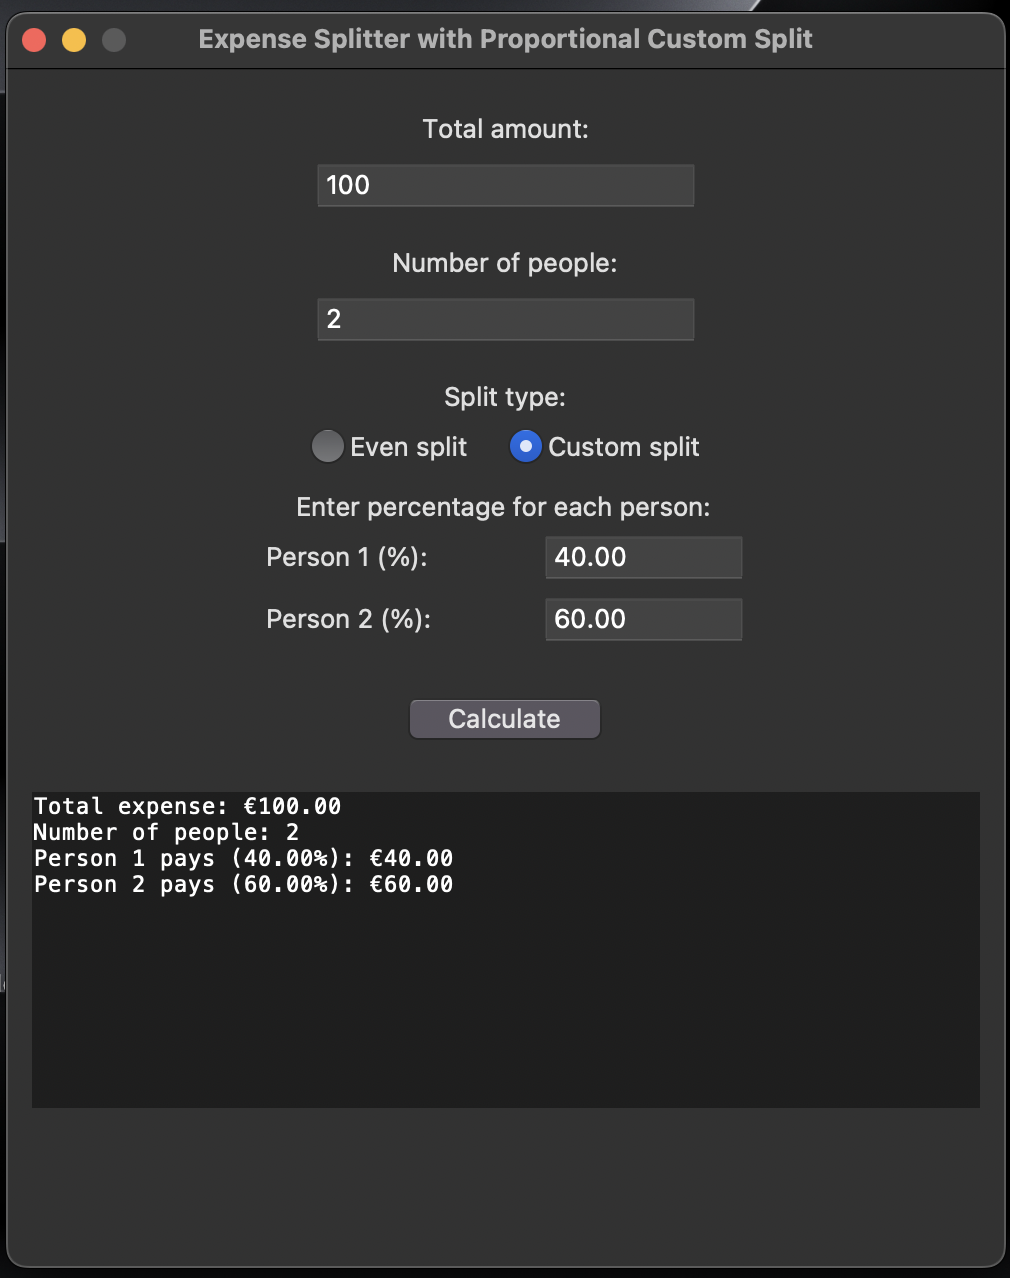 Expense Splitter with Proportional Custom Split
Total amount:
100
Number of people:
2
Split type:
Even split Custom split
Enter percentage for each person:
Person 1 (%): 40.00
Person 2 (%): 60.00
Calculate
Total expense: €100.00
Number of people: 2
Person 1 pays (40.00%): €40.00
Person 2 pays (60.00%): €60.00